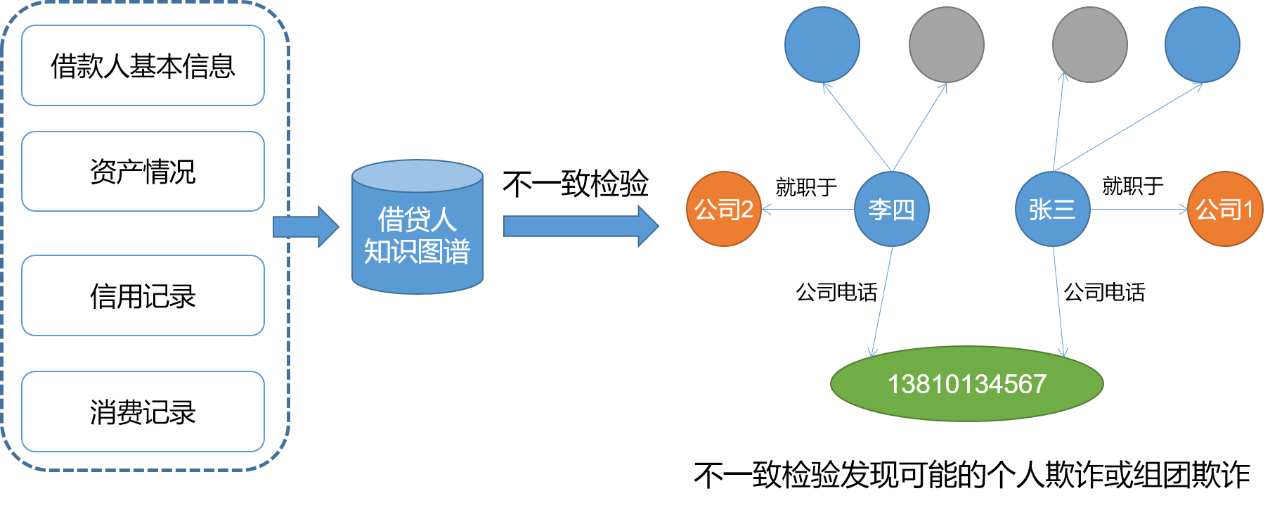 借款人基本信息
资产情况
信用记录
消费记录
借贷人
知识图谱
不一致检验
公司2
就职于
李四
张三
就职于
公司1
公司电话
公司电话
13810134567
不一致检验发现可能的个人欺诈或组团欺诈